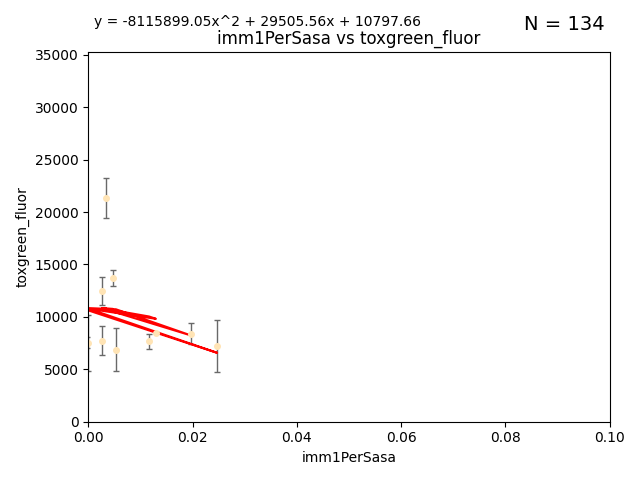 y = -8115899.05x^2 + 29505.56x + 10797.66
N = 134
imm1PerSasa vs toxgreen_fluor
35000
30000
25000
20000
15000
10000
5000
0
toxgreen_fluor
0.00 0.02 0.04 0.06 0.08 0.10
imm1PerSasa